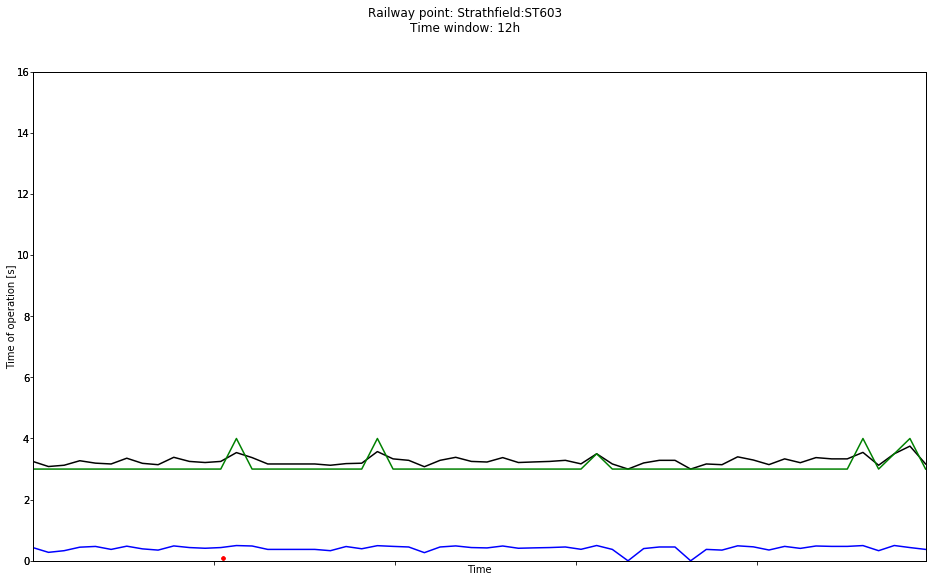 Railway point: Strathfield:ST603
Time window: 12h
16
14
12
10
8
6
4
2
0
Time of operation [s]
Time